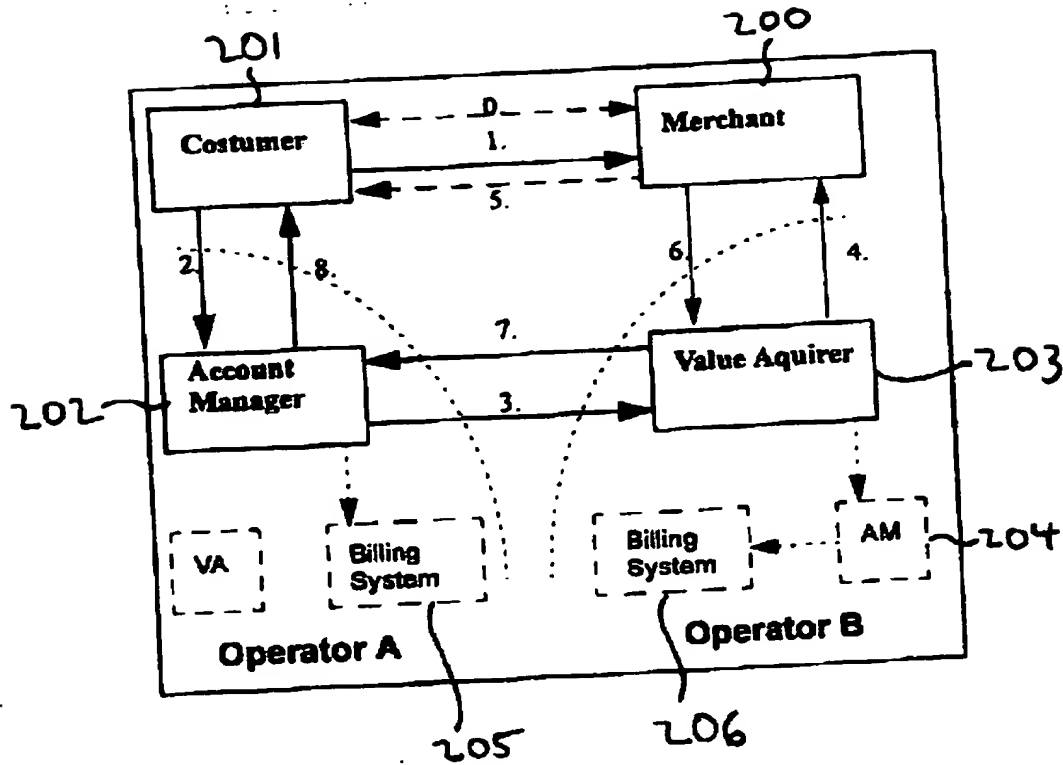 201
200
Costumer
0.
Merchant
1.
5.
2.
8.
6.
4.
Account
Manager
7.
Value Aquirer
203
202
3.
VA
Billing
System
Billing
System
AM
204
Operator A
Operator B
205
206